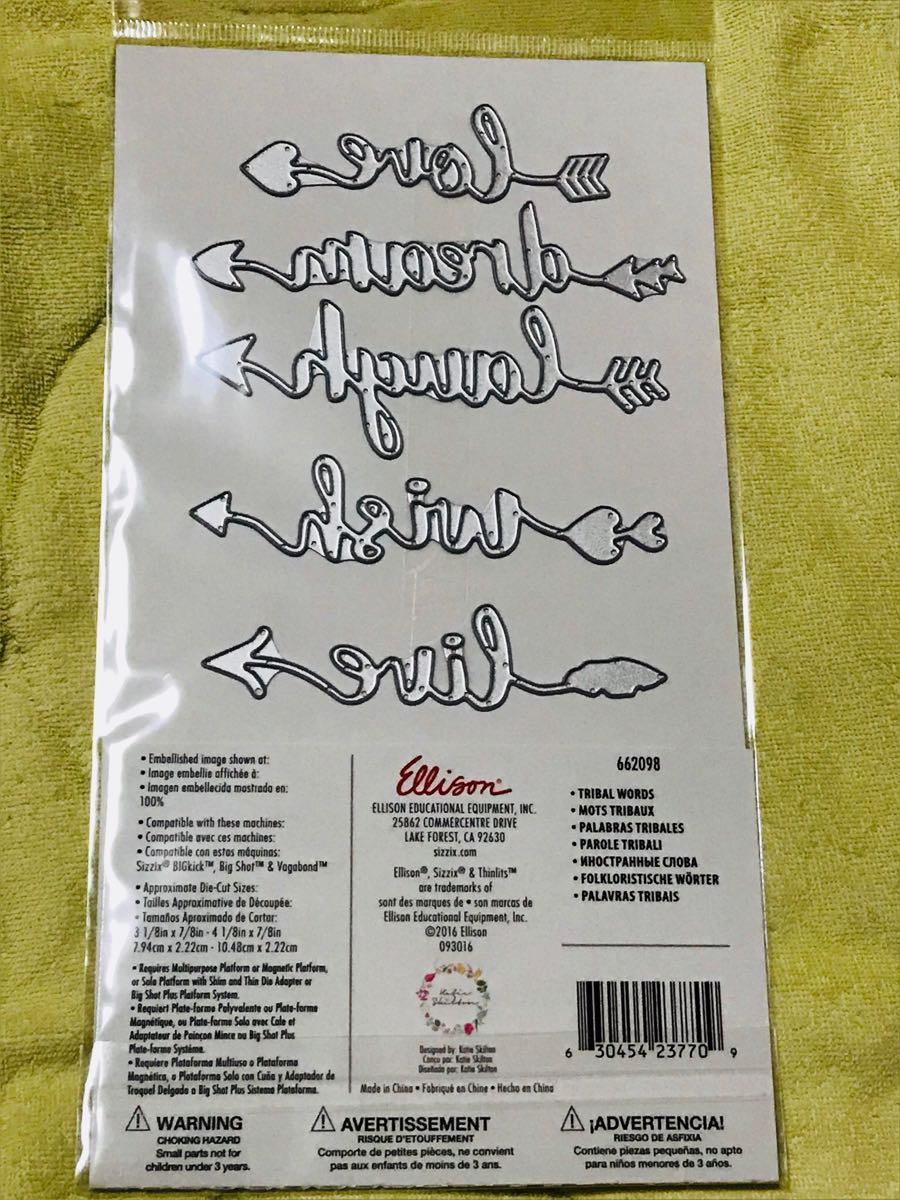 love
dream
laugh
wish
live
• Embellished image shown at:
• Image embellie affichée à:
• Imagen embellecida mostrada en:
100%
• Compatible with these machines:
• Compatible avec ces machines:
• Compatible con estas máquinas:
Sizzix® BIGkick™, Big Shot™ & Vagabond™
• Approximate Die-Cut Sizes:
• Tailles Approximative de Découpée:
• Tamaños Aproximado de Cortar:
3 1/8in x 7/8in - 4 1/8in x 7/8in
7.94cm x 2.22cm - 10.48cm x 2.22cm
• Requires Multipurpose Platform or Magnetic Platform,
or Solo Platform with Shim and Thin Die Adapter or
Big Shot Plus Platform System.
• Requiert Plate-forme Polyvalente ou Plate-forme
Magnétique, ou Plate-forme Solo avec Cale et
Adaptateur de Poinçon Mince ou Big Shot Plus
Plate-forme Système.
• Requiere Plataforma Multiuso o Plataforma
Magnética, o Plataforma Solo con Cuña y Adaptador de
Troquel Delgado o Big Shot Plus Sistema Plataforma.
Ellison®
ELLISON EDUCATIONAL EQUIPMENT, INC.
25862 COMMERCENTRE DRIVE
LAKE FOREST, CA 92630
sizzix.com
Ellison®, Sizzix® & Thinlits™
are trademarks of
sont des marques de • son marcas de
Ellison Educational Equipment, Inc.
©2016 Ellison
093016
Katie
Skilton
Designed by: Katie Skilton
Conçu par: Katie Skilton
Diseñado por: Katie Skilton
Made in China • Fabriqué en Chine • Hecho en China
662098
• TRIBAL WORDS
• MOTS TRIBAUX
• PALABRAS TRIBALES
• PAROLE TRIBALI
• ИНОСТРАННЫЕ СЛОВА
• FOLKLORISTISCHE WÖRTER
• PALAVRAS TRIBAIS
6 30454 23770 9
WARNING
CHOKING HAZARD
Small parts not for
children under 3 years.
AVERTISSEMENT
RISQUE D'ETOUFFEMENT
Comporte de petites pièces, ne convient
pas aux enfants de moins de 3 ans.
¡ADVERTENCIA!
RIESGO DE ASFIXIA
Contiene piezas pequeñas, no apto
para niños menores de 3 años.